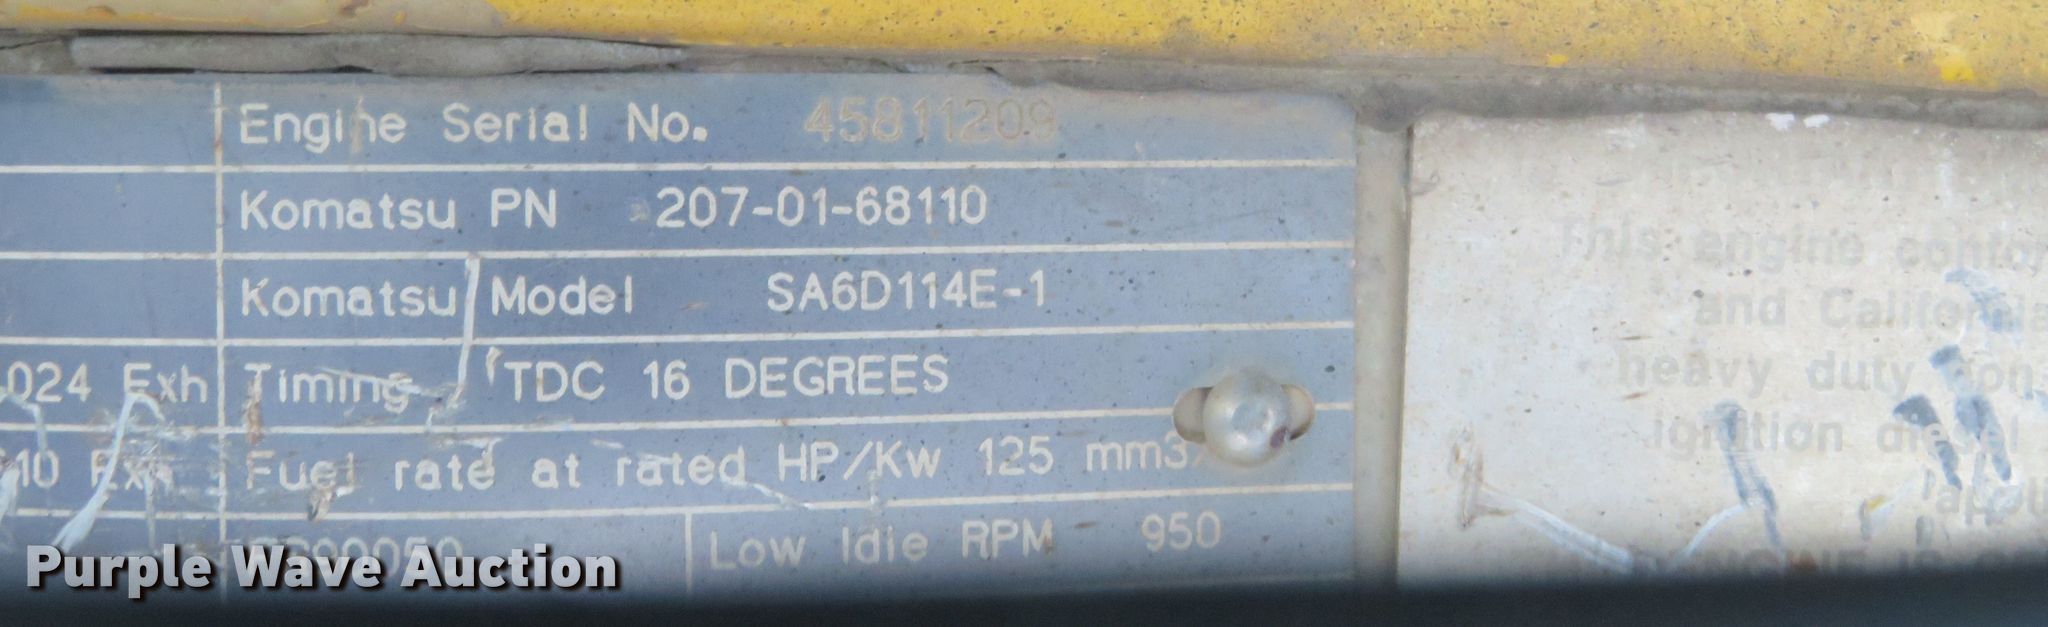 Engine Serial No. 45811209
Komatsu PN 207-01-68110
Komatsu Model SA6D114E-1
024 Exh Timing TDC 16 DEGREES
10 Exh Fuel rate at rated HP/Kw 125 mm3
Low Idle RPM 950
This engine
and California
heavy duty
ignition diesel
Purple Wave Auction